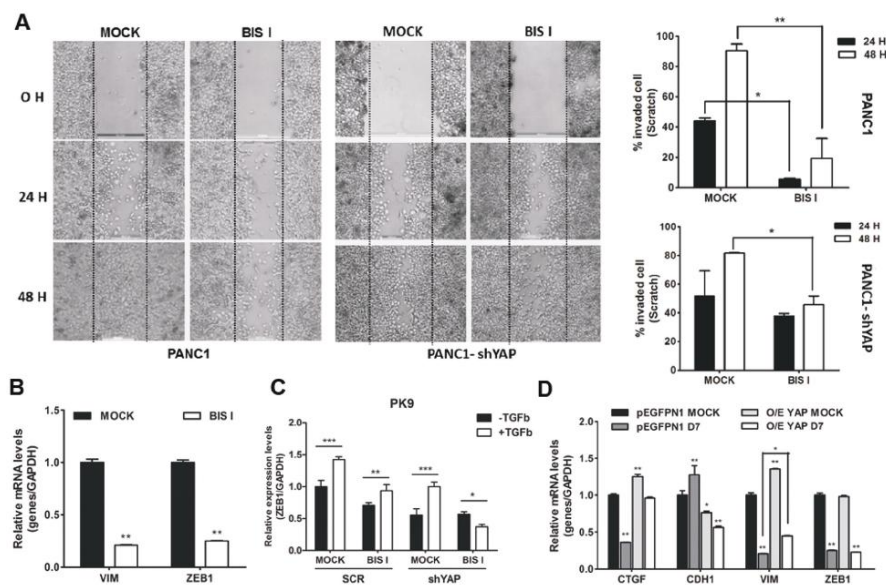 A
MOCK BIS I MOCK BIS I
O H
24 H
48 H
PANC1 PANC1- shYAP
% invaded cell
(Scratch)
100
80
60
40
20
0
MOCK BIS I
** *
24 H
48 H
PANC1
% invaded cell
(Scratch)
100
80
60
40
20
0
MOCK BIS I
*
24 H
48 H
PANC1- shYAP
B
MOCK BIS I
Relative mRNA levels
(genes/GAPDH)
1.5
1.0
0.5
0.0
** **
VIM ZEB1
C
PK9
-TGFb
+TGFb
Relative expression levels
(ZEB1/GAPDH)
2.0
1.5
1.0
0.5
0.0
*** ** *** *
MOCK BIS I MOCK BIS I
SCR shYAP
D
pEGFPN1 MOCK O/E YAP MOCK
pEGFPN1 D7 O/E YAP D7
Relative mRNA levels
(genes/GAPDH)
2.0
1.5
1.0
0.5
0.0
** ** ** * ** ** ** * ** **
CTGF CDH1 VIM ZEB1